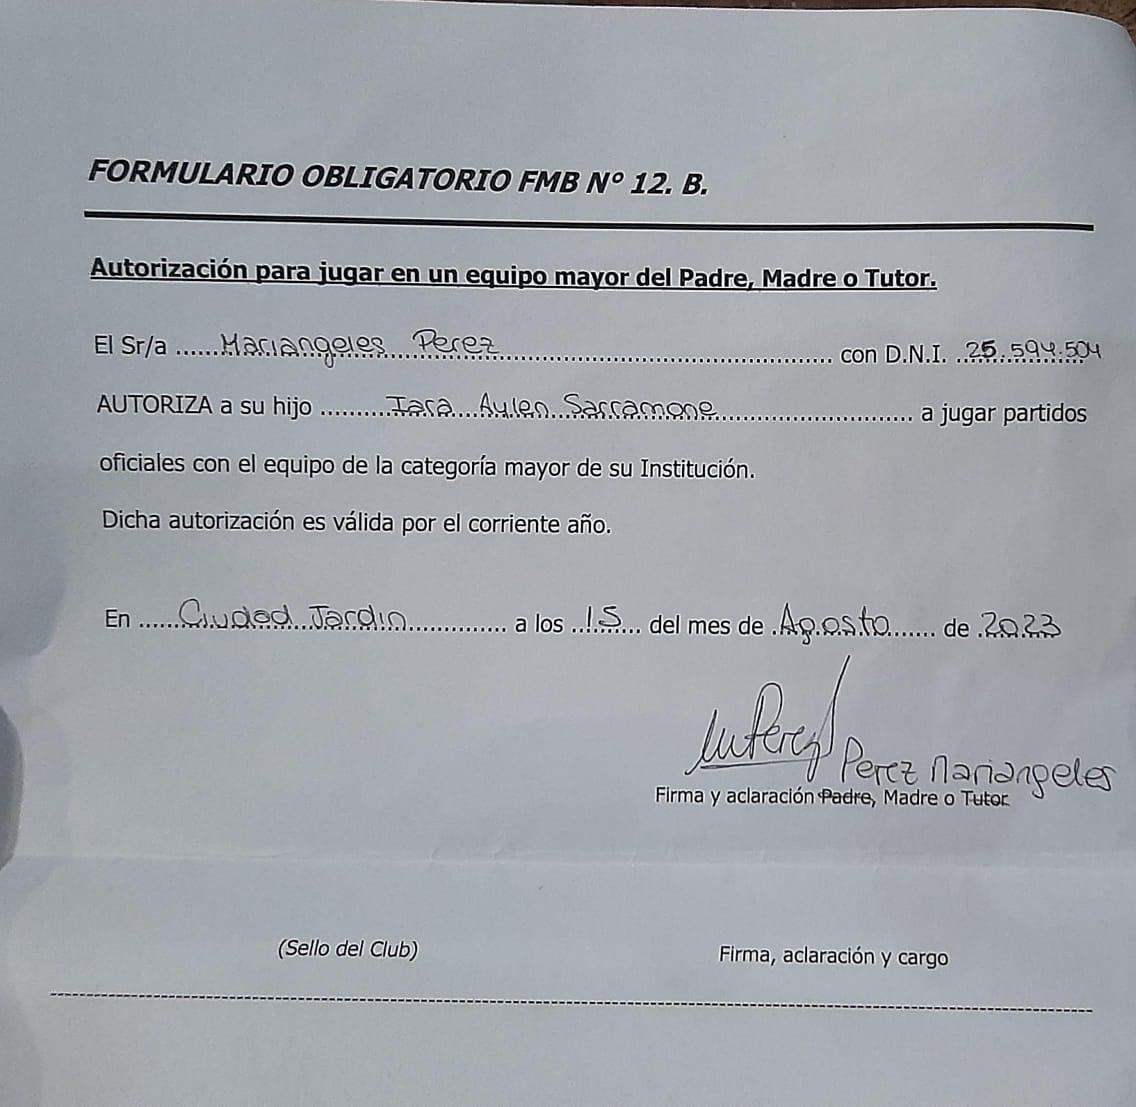 FORMULARIO OBLIGATORIO FMB Nº 12. B.
Autorización para jugar en un equipo mayor del Padre, Madre o Tutor.
El Sr/a ......Mariangeles Perez...... con D.N.I. ..25.594.504
AUTORIZA a su hijo ..........Iara Aylen Sarramone.......... a jugar partidos
oficiales con el equipo de la categoría mayor de su Institución.
Dicha autorización es válida por el corriente año.
En ......Ciudad Jardin............ a los ..15... del mes de .Agosto...... de .2023
MPerez Perez Mariangeles
Firma y aclaración Padre, Madre o Tutor
(Sello del Club) Firma, aclaración y cargo